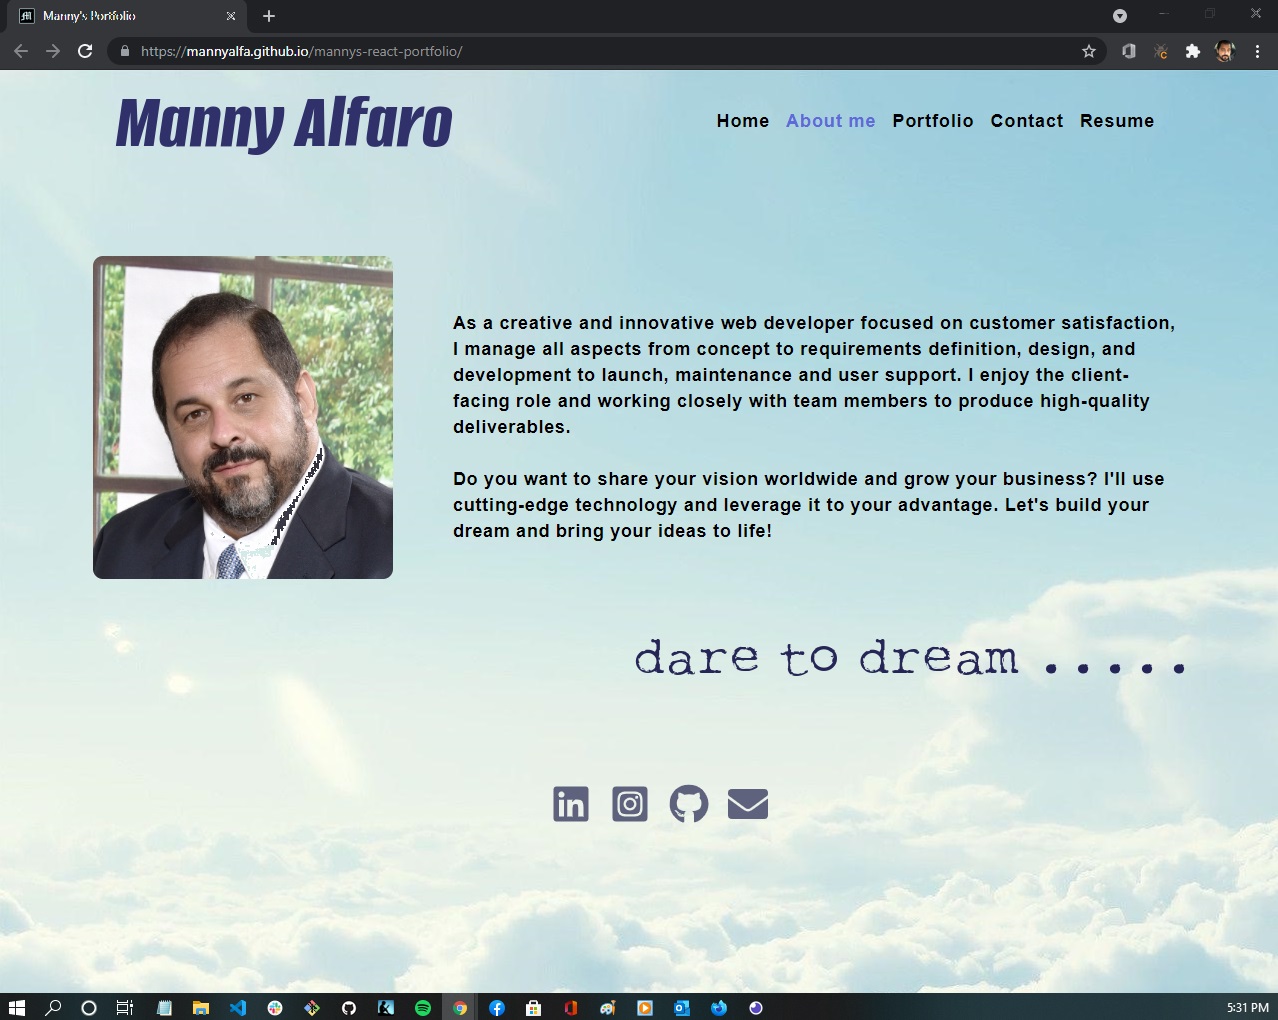 Manny's Portfolio
https://mannyalfa.github.io/mannys-react-portfolio/
Manny Alfaro
Home About me Portfolio Contact Resume
As a creative and innovative web developer focused on customer satisfaction,
I manage all aspects from concept to requirements definition, design, and
development to launch, maintenance and user support. I enjoy the client-
facing role and working closely with team members to produce high-quality
deliverables.
Do you want to share your vision worldwide and grow your business? I'll use
cutting-edge technology and leverage it to your advantage. Let's build your
dream and bring your ideas to life!
dare to dream . . . . .
5:31 PM